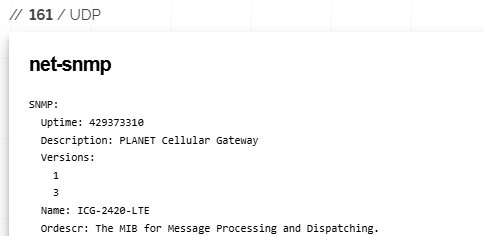 // 161 / UDP
net-snmp
SNMP:
Uptime: 429373310
Description: PLANET Cellular Gateway
Versions:
1
3
Name: ICG-2420-LTE
Ordescr: The MIB for Message Processing and Dispatching.